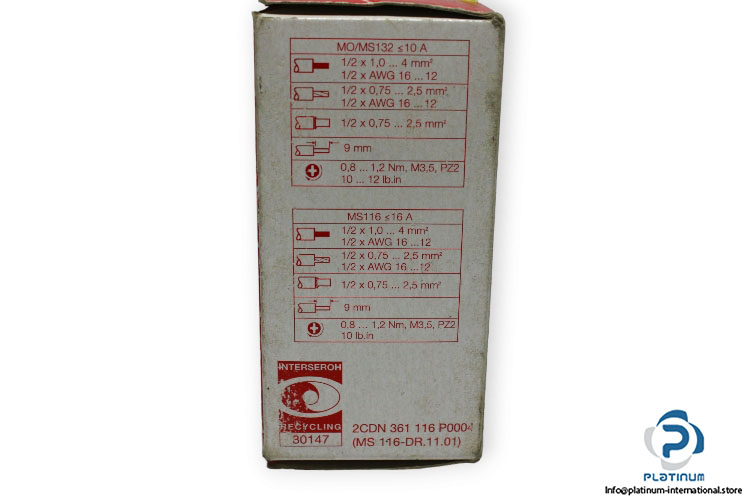 MO/MS132 ≤10 A
1/2 x 1,0 ... 4 mm²
1/2 x AWG 16 ...12
1/2 x 0,75 ... 2,5 mm²
1/2 x AWG 16 ...12
1/2 x 0,75 ... 2,5 mm²
9 mm
0,8 ... 1,2 Nm, M3,5, PZ2
10 ... 12 lb.in
MS116 ≤16 A
1/2 x 1,0 ... 4 mm²
1/2 x AWG 16 ...12
1/2 x 0,75 ... 2,5 mm²
1/2 x AWG 16 ...12
1/2 x 0,75 ... 2,5 mm²
9 mm
0,8 ... 1,2 Nm, M3,5, PZ2
10 lb.in
INTERSEROH
RECYCLING
30147
2CDN 361 116 P0004
(MS 116-DR.11.01)
PLATINUM
Info@platinum-international.store